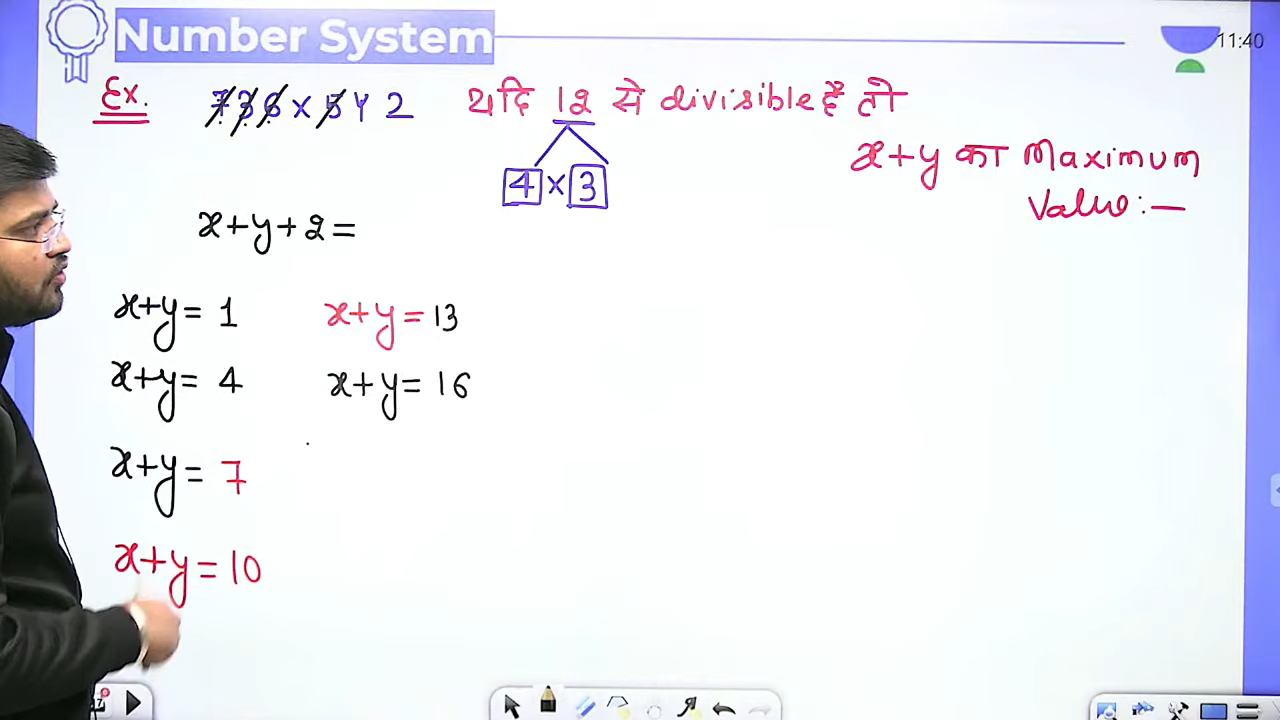 Number System
11:40
Ex. 736x5y2 यदि 12 से divisible है तो
x+y का Maximum
Value:—
4 × 3
x+y+2=
x+y= 1 x+y= 13
x+y= 4 x+y= 16
x+y= 7
x+y= 10